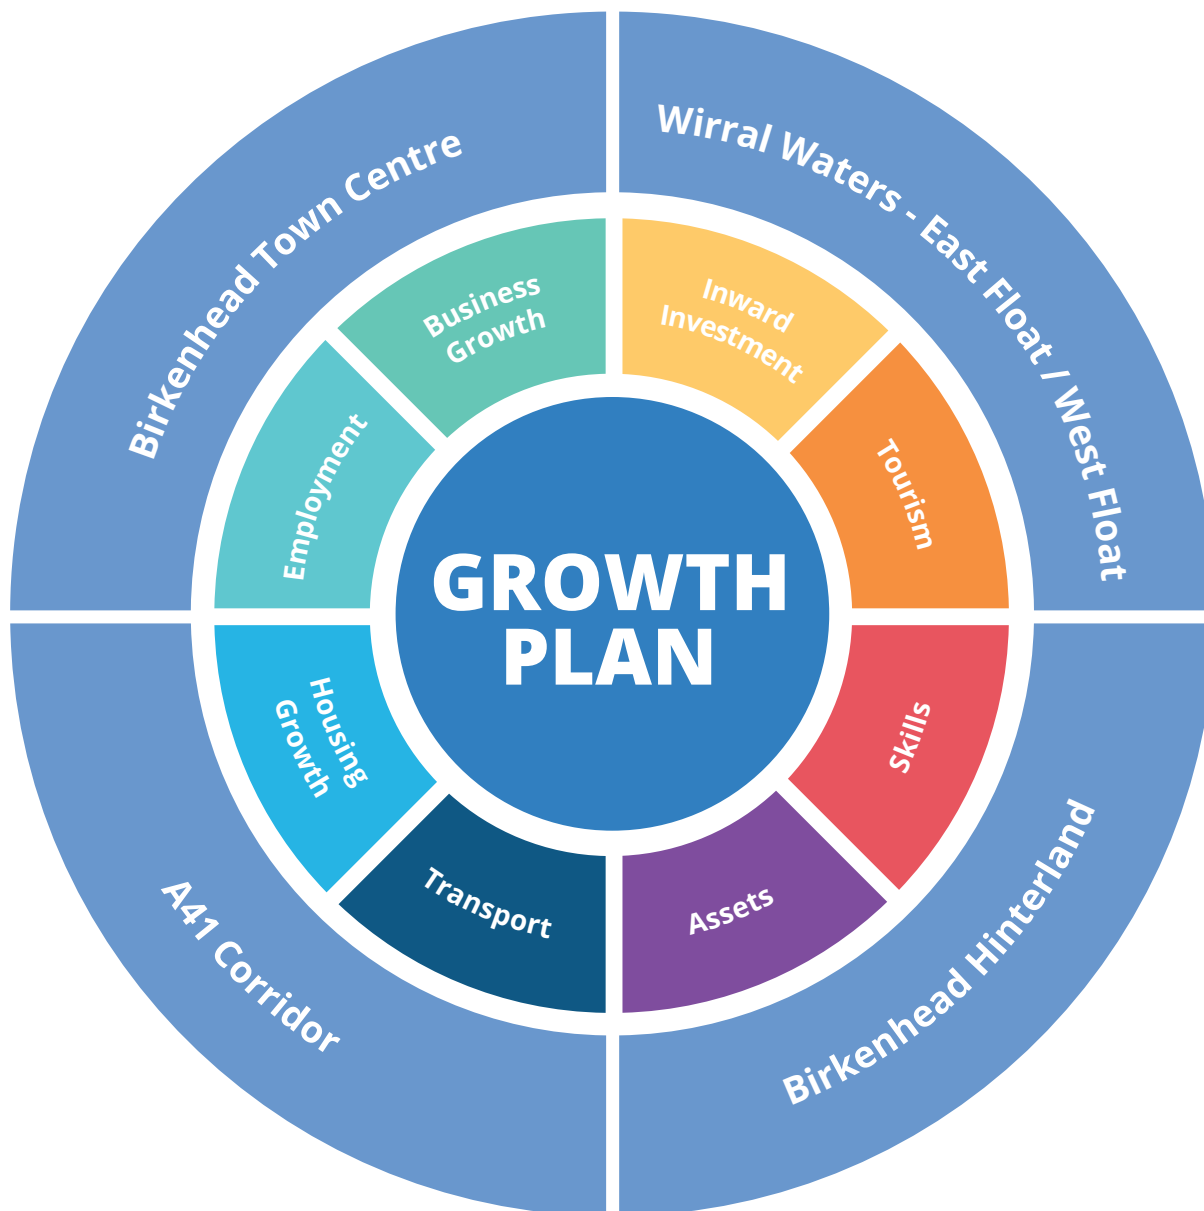 Birkenhead Town Centre
Wirral Waters - East Float / West Float
Business
Growth
Inward
Investment
Employment
Tourism
GROWTH
PLAN
Housing
Growth
Skills
Transport
Assets
A41 Corridor
Birkenhead Hinterland